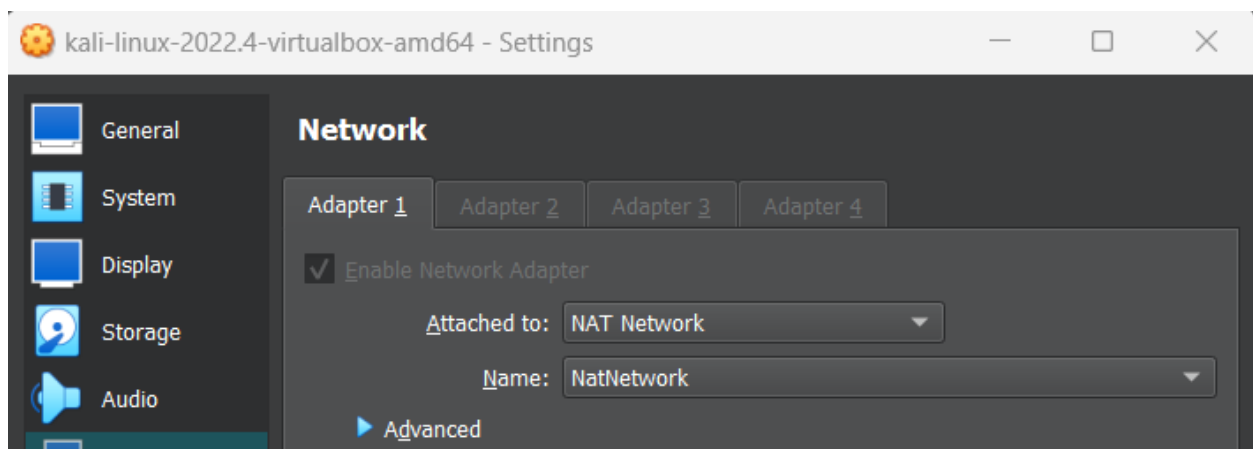 kali-linux-2022.4-virtualbox-amd64 - Settings
General
System
Display
Storage
Audio
Network
Adapter 1
Adapter 2
Adapter 3
Adapter 4
Enable Network Adapter
Attached to: NAT Network
Name: NatNetwork
Advanced